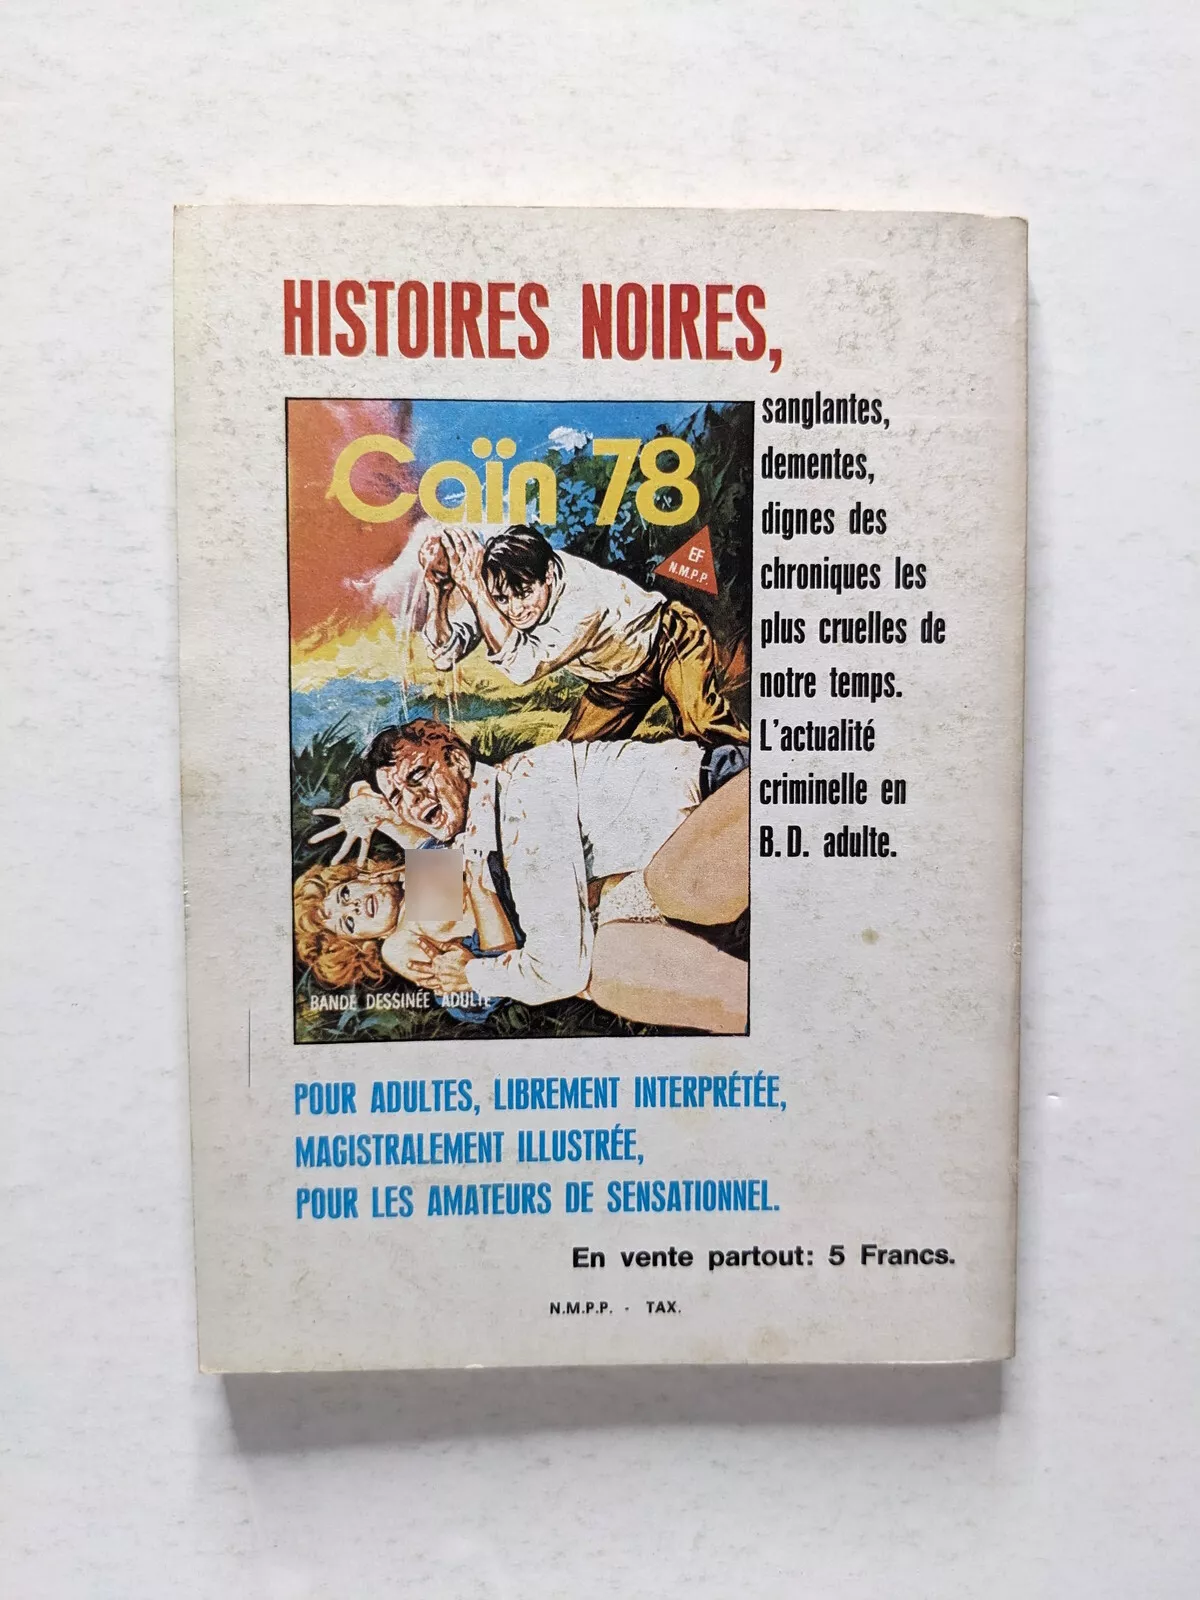 HISTOIRES NOIRES,
Caïn 78
EF
N.M.P.P.
BANDE DESSINÉE ADULTE
sanglantes,
dementes,
dignes des
chroniques les
plus cruelles de
notre temps.
L'actualité
criminelle en
B.D. adulte.
POUR ADULTES, LIBREMENT INTERPRÉTÉE,
MAGISTRALEMENT ILLUSTRÉE,
POUR LES AMATEURS DE SENSATIONNEL.
En vente partout: 5 Francs.
N.M.P.P. - TAX.